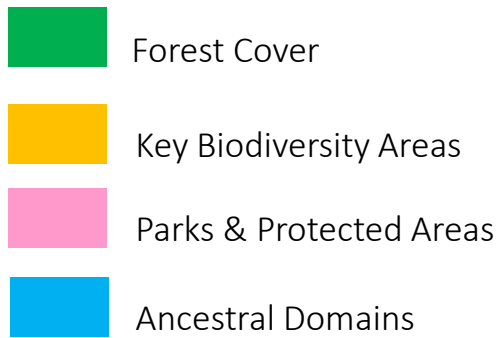 Forest Cover
Key Biodiversity Areas
Parks & Protected Areas
Ancestral Domains